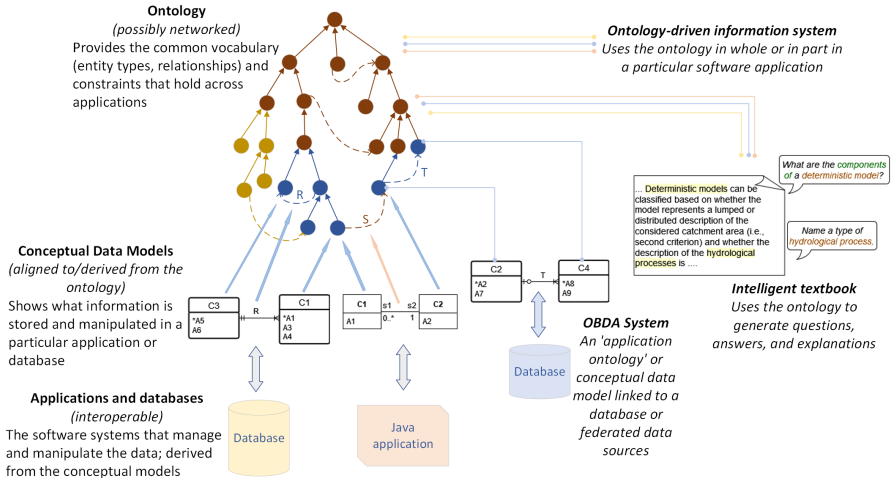 Ontology
(possibly networked)
Provides the common vocabulary
(entity types, relationships) and
constraints that hold across
applications
Ontology-driven information system
Uses the ontology in whole or in part in
a particular software application
R
S
T
What are the components
of a deterministic model?
... Deterministic models can be
classified based on whether the
model represents a lumped or
distributed description of the
considered catchment area (i.e.,
second criterion) and whether the
description of the hydrological
processes is ....
Name a type of
hydrological process.
Intelligent textbook
Uses the ontology to
generate questions,
answers, and explanations
Conceptual Data Models
(aligned to/derived from the
ontology)
Shows what information is
stored and manipulated in a
particular application or
database
C3
*A5
A6
R
C1
*A1
A3
A4
C1
A1
s1
s2
0..*
1
C2
A2
C2
*A2
A7
T
C4
*A8
A9
OBDA System
An 'application
ontology' or
conceptual data
model linked to a
database or
federated data
sources
Database
Applications and databases
(interoperable)
The software systems that manage
and manipulate the data; derived
from the conceptual models
Database
Java
application